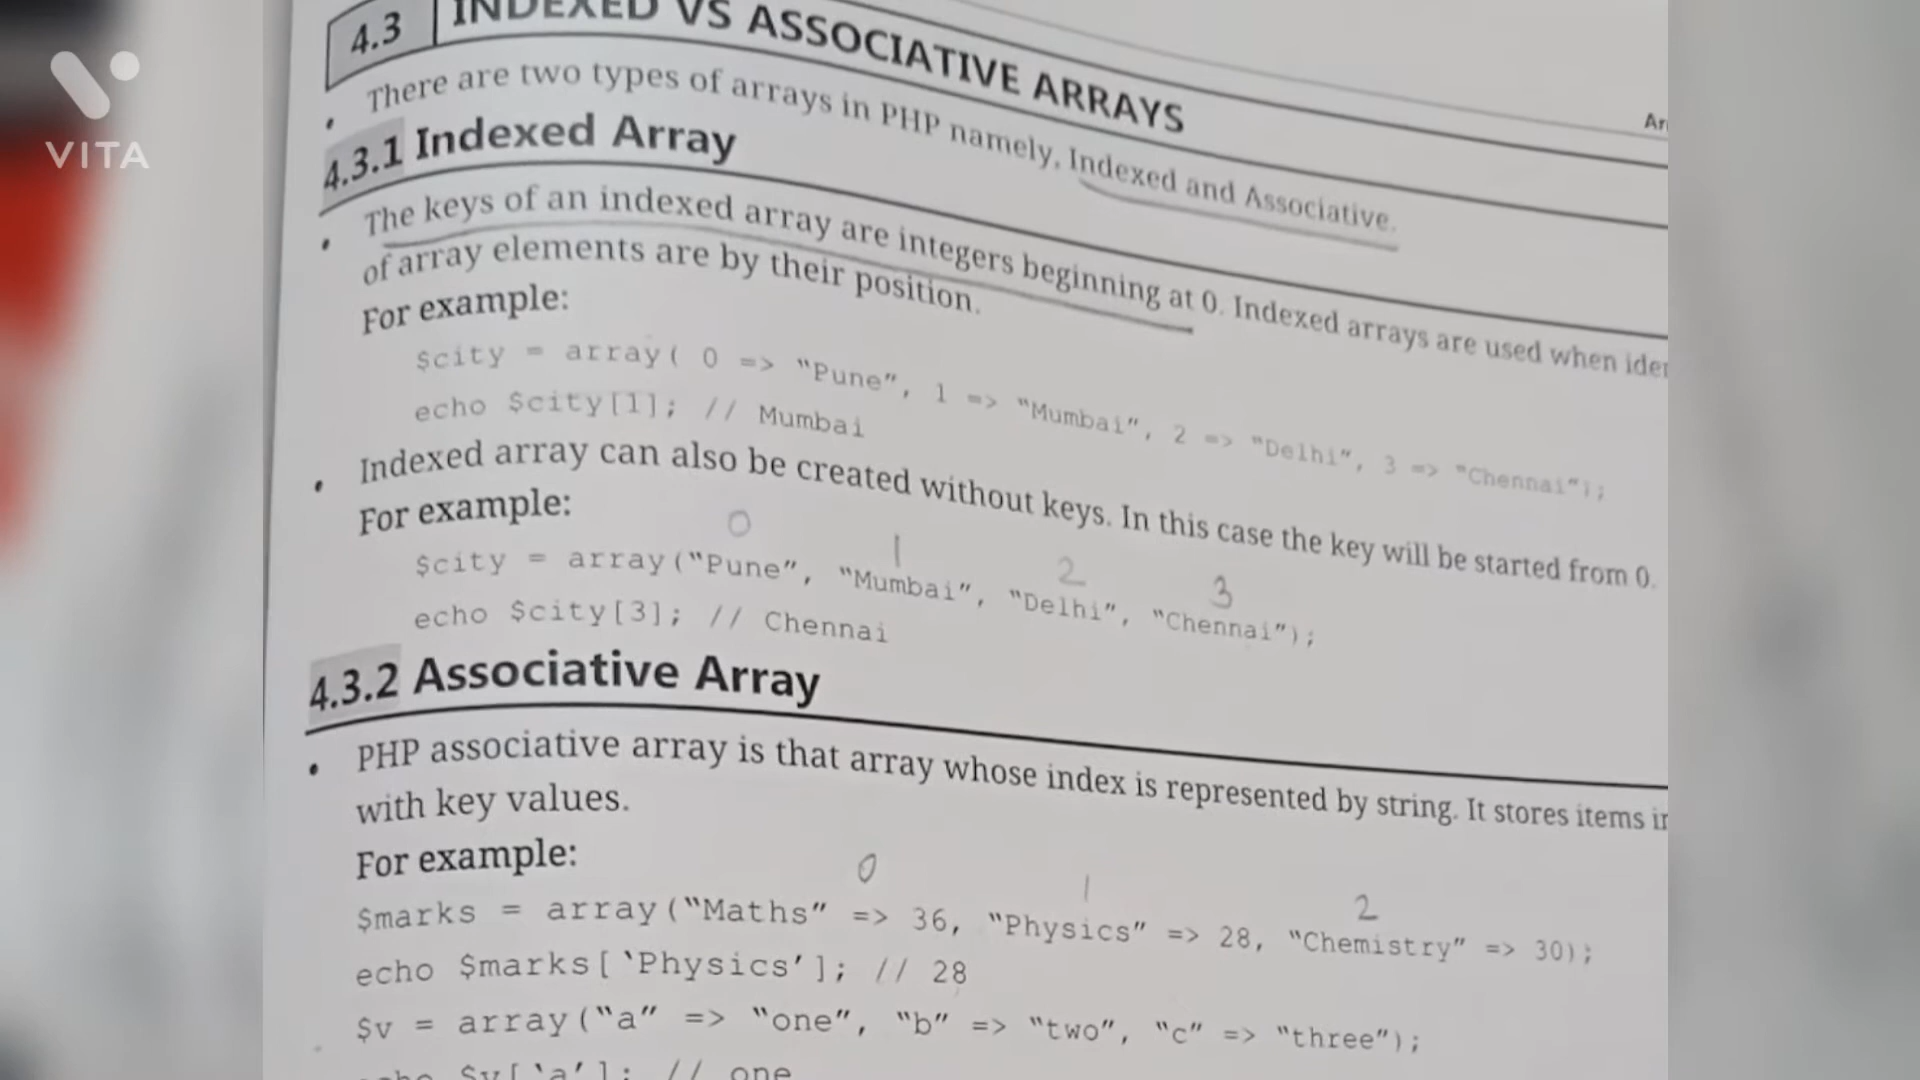 VITA
4.3 INDEXED VS ASSOCIATIVE ARRAYS
• There are two types of arrays in PHP namely, Indexed and Associative.
4.3.1 Indexed Array
• The keys of an indexed array are integers beginning at 0. Indexed arrays are used when
of array elements are by their position.
For example:
$city = array( 0 => “Pune”, 1 => “Mumbai”, 2 => “Delhi”, 3 => “Chennai”);
echo $city[1]; // Mumbai
• Indexed array can also be created without keys. In this case the key will be started from 0.
For example:
0 1 2 3
$city = array(“Pune”, “Mumbai”, “Delhi”, “Chennai”);
echo $city[3]; // Chennai
4.3.2 Associative Array
• PHP associative array is that array whose index is represented by string. It stores items
with key values.
For example:
0 1 2
$marks = array(“Maths” => 36, “Physics” => 28, “Chemistry” => 30);
echo $marks[‘Physics’]; // 28
$v = array(“a” => “one”, “b” => “two”, “c” => “three”);
echo $v[‘a’]; // one